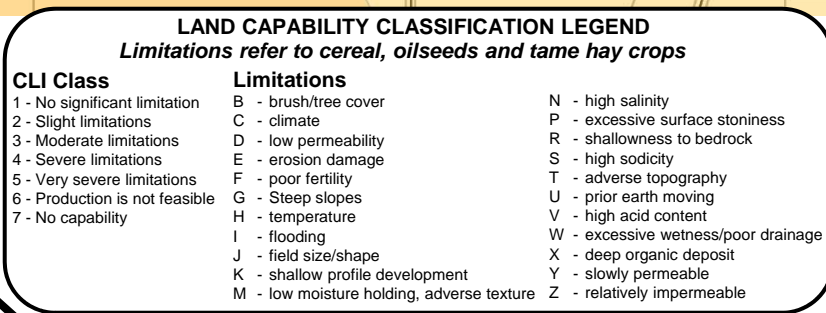 LAND CAPABILITY CLASSIFICATION LEGEND
Limitations refer to cereal, oilseeds and tame hay crops
CLI Class
1 - No significant limitation
2 - Slight limitations
3 - Moderate limitations
4 - Severe limitations
5 - Very severe limitations
6 - Production is not feasible
7 - No capability
Limitations
B - brush/tree cover
C - climate
D - low permeability
E - erosion damage
F - poor fertility
G - Steep slopes
H - temperature
I - flooding
J - field size/shape
K - shallow profile development
M - low moisture holding, adverse texture
N - high salinity
P - excessive surface stoniness
R - shallowness to bedrock
S - high sodicity
T - adverse topography
U - prior earth moving
V - high acid content
W - excessive wetness/poor drainage
X - deep organic deposit
Y - slowly permeable
Z - relatively impermeable